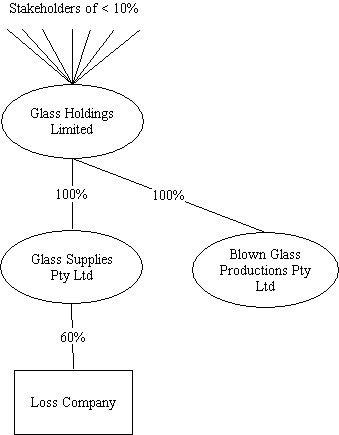 Stakeholders of < 10%
Glass Holdings
Limited
100%
100%
Glass Supplies
Pty Ltd
Blown Glass
Productions Pty
Ltd
60%
Loss Company